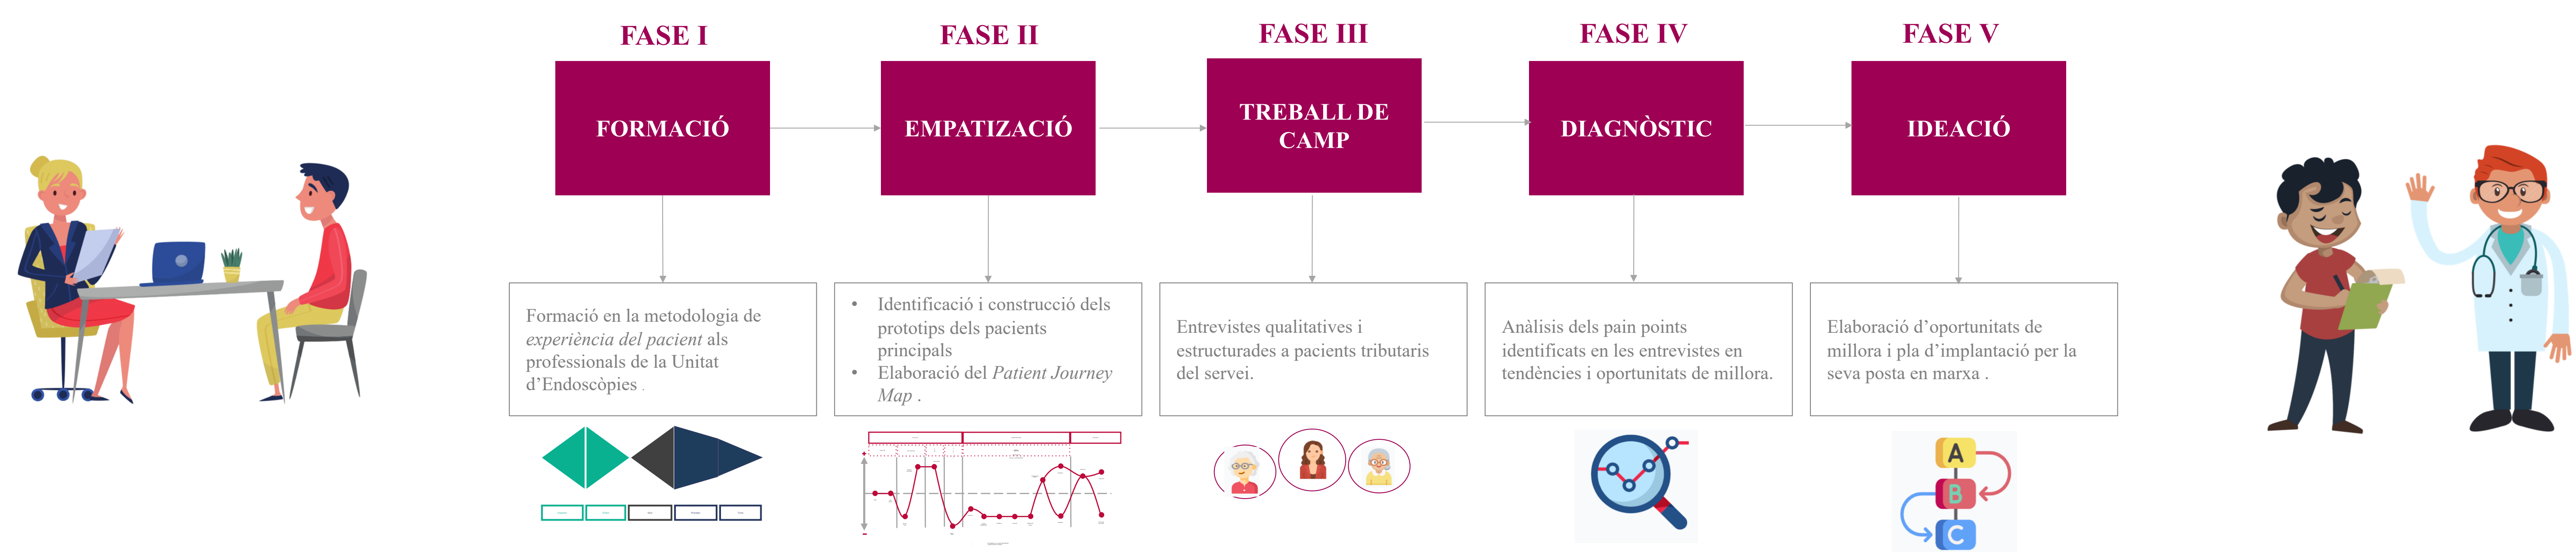 FASE I
FASE II
FASE III
FASE IV
FASE V
FORMACIÓ
EMPATIZACIÓ
TREBALL DE
CAMP
DIAGNÒSTIC
IDEACIÓ
Formació en la metodologia de
experiència del pacient als
professionals de la Unitat
d’Endoscòpies .
• Identificació i construcció dels
prototips dels pacients
principals
• Elaboració del Patient Journey
Map .
Entrevistes qualitatives i
estructurades a pacients tributaris
del servei.
Anàlisis dels pain points
identificats en les entrevistes en
tendències i oportunitats de millora.
Elaboració d’oportunitats de
millora i pla d’implantació per la
seva posta en marxa .
+
-
A
B
C